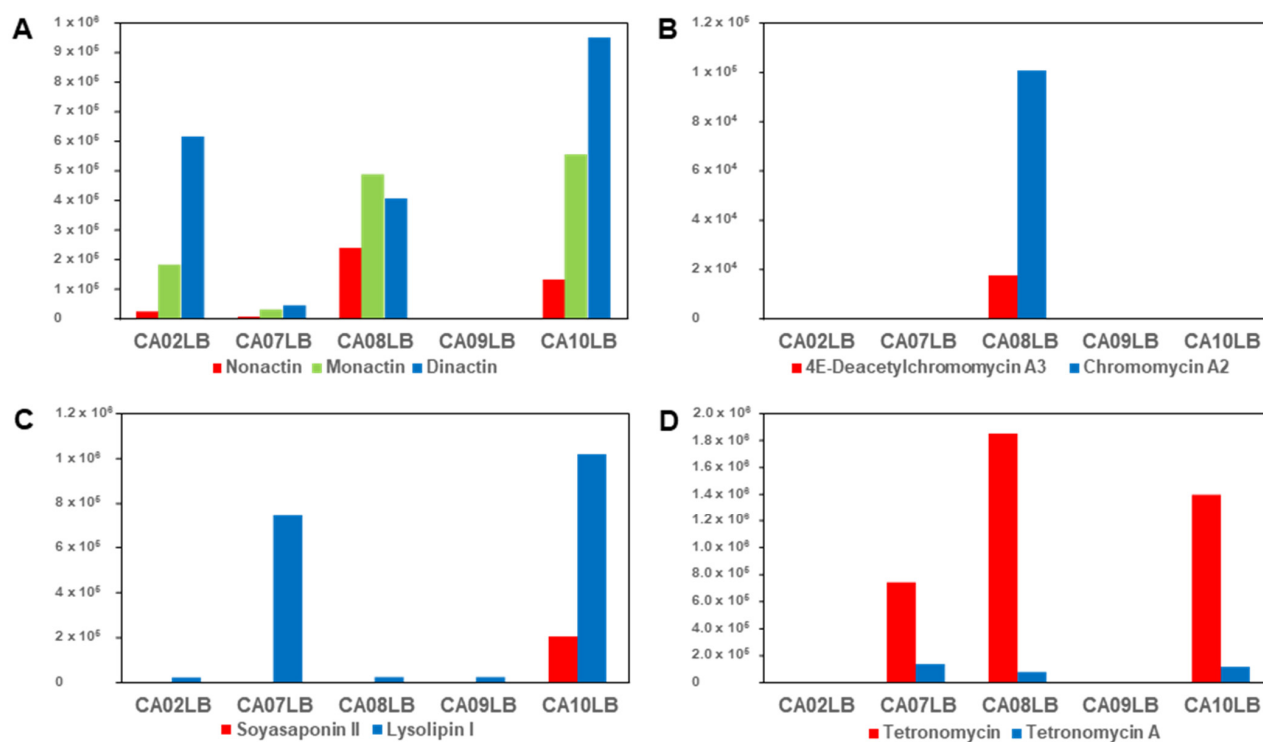 A
1 x 10⁶
9 x 10⁵
8 x 10⁵
7 x 10⁵
6 x 10⁵
5 x 10⁵
4 x 10⁵
3 x 10⁵
2 x 10⁵
1 x 10⁵
0
CA02LB CA07LB CA08LB CA09LB CA10LB
Nonactin Monactin Dinactin
B
1.2 x 10⁵
1 x 10⁵
8 x 10⁴
6 x 10⁴
4 x 10⁴
2 x 10⁴
0
CA02LB CA07LB CA08LB CA09LB CA10LB
4E-Deacetylchromomycin A3 Chromomycin A2
C
1.2 x 10⁶
1 x 10⁶
8 x 10⁵
6 x 10⁵
4 x 10⁵
2 x 10⁵
0
CA02LB CA07LB CA08LB CA09LB CA10LB
Soyasaponin II Lysolipin I
D
2.0 x 10⁶
1.8 x 10⁶
1.6 x 10⁶
1.4 x 10⁶
1.2 x 10⁶
1.0 x 10⁶
8.0 x 10⁵
6.0 x 10⁵
4.0 x 10⁵
2.0 x 10⁵
0
CA02LB CA07LB CA08LB CA09LB CA10LB
Tetronomycin Tetronomycin A